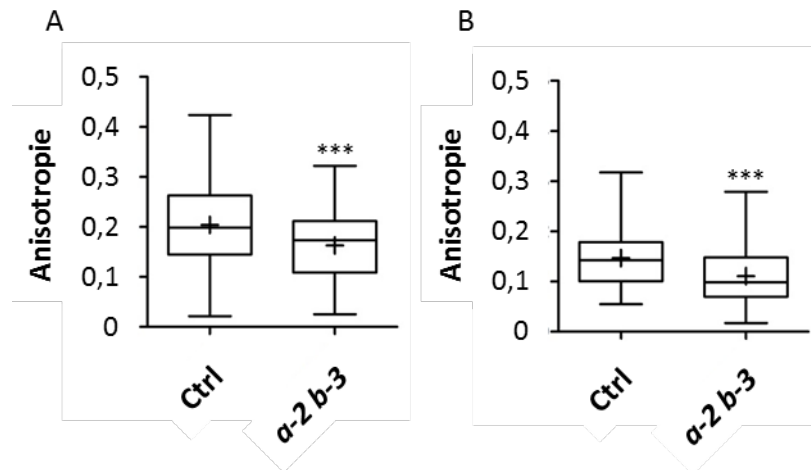 A
Anisotropie
0,5
0,4
0,3
0,2
0,1
0
***
Ctrl
a-2 b-3
B
Anisotropie
0,5
0,4
0,3
0,2
0,1
0
***
Ctrl
a-2 b-3